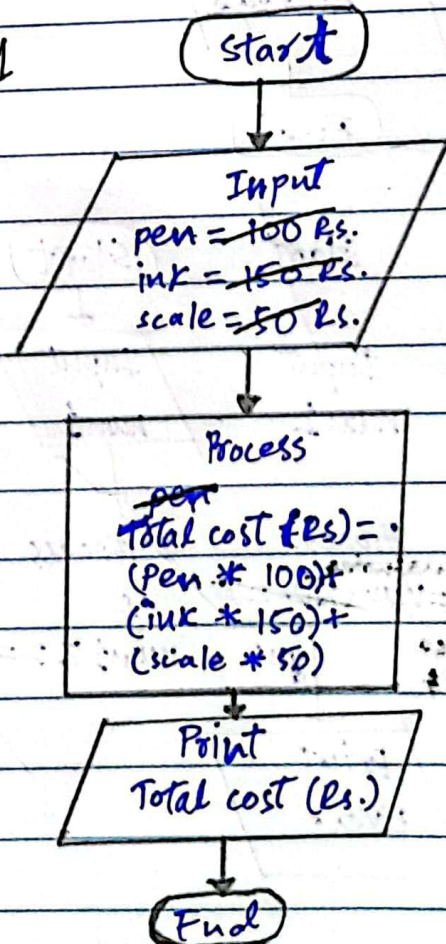 1
Start
Input
pen = 100 Rs.
ink = 150 Rs.
scale = 50 Rs.
Process
pen
Total cost (Rs) =
(Pen * 100)+
(ink * 150)+
(scale * 50)
Print
Total cost (Rs.)
End